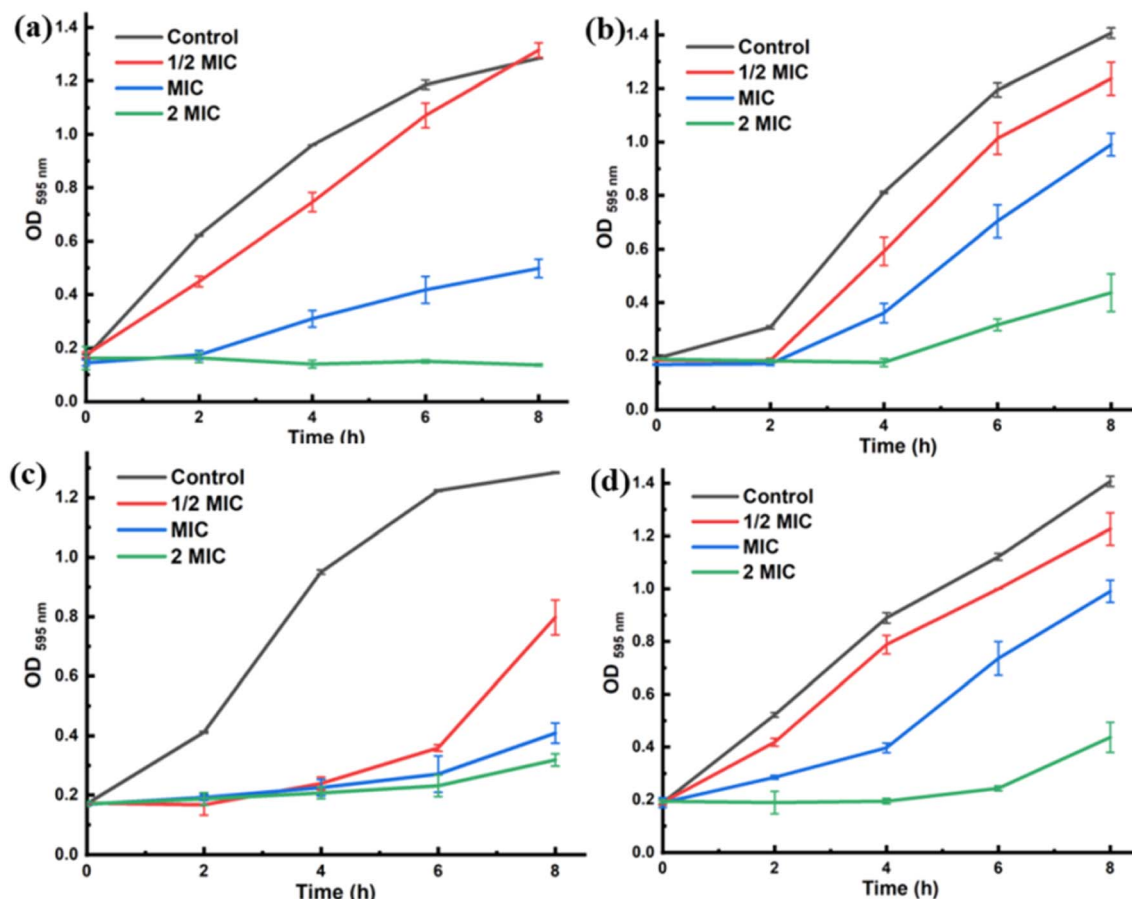 (a)
Control
1/2 MIC
MIC
2 MIC
OD 595 nm
1.4
1.2
1.0
0.8
0.6
0.4
0.2
0.0
0 2 4 6 8
Time (h)
(b)
Control
1/2 MIC
MIC
2 MIC
OD 595 nm
1.4
1.2
1.0
0.8
0.6
0.4
0.2
0.0
0 2 4 6 8
Time (h)
(c)
Control
1/2 MIC
MIC
2 MIC
OD 595 nm
1.2
1.0
0.8
0.6
0.4
0.2
0.0
0 2 4 6 8
Time (h)
(d)
Control
1/2 MIC
MIC
2 MIC
OD 595 nm
1.4
1.2
1.0
0.8
0.6
0.4
0.2
0.0
0 2 4 6 8
Time (h)